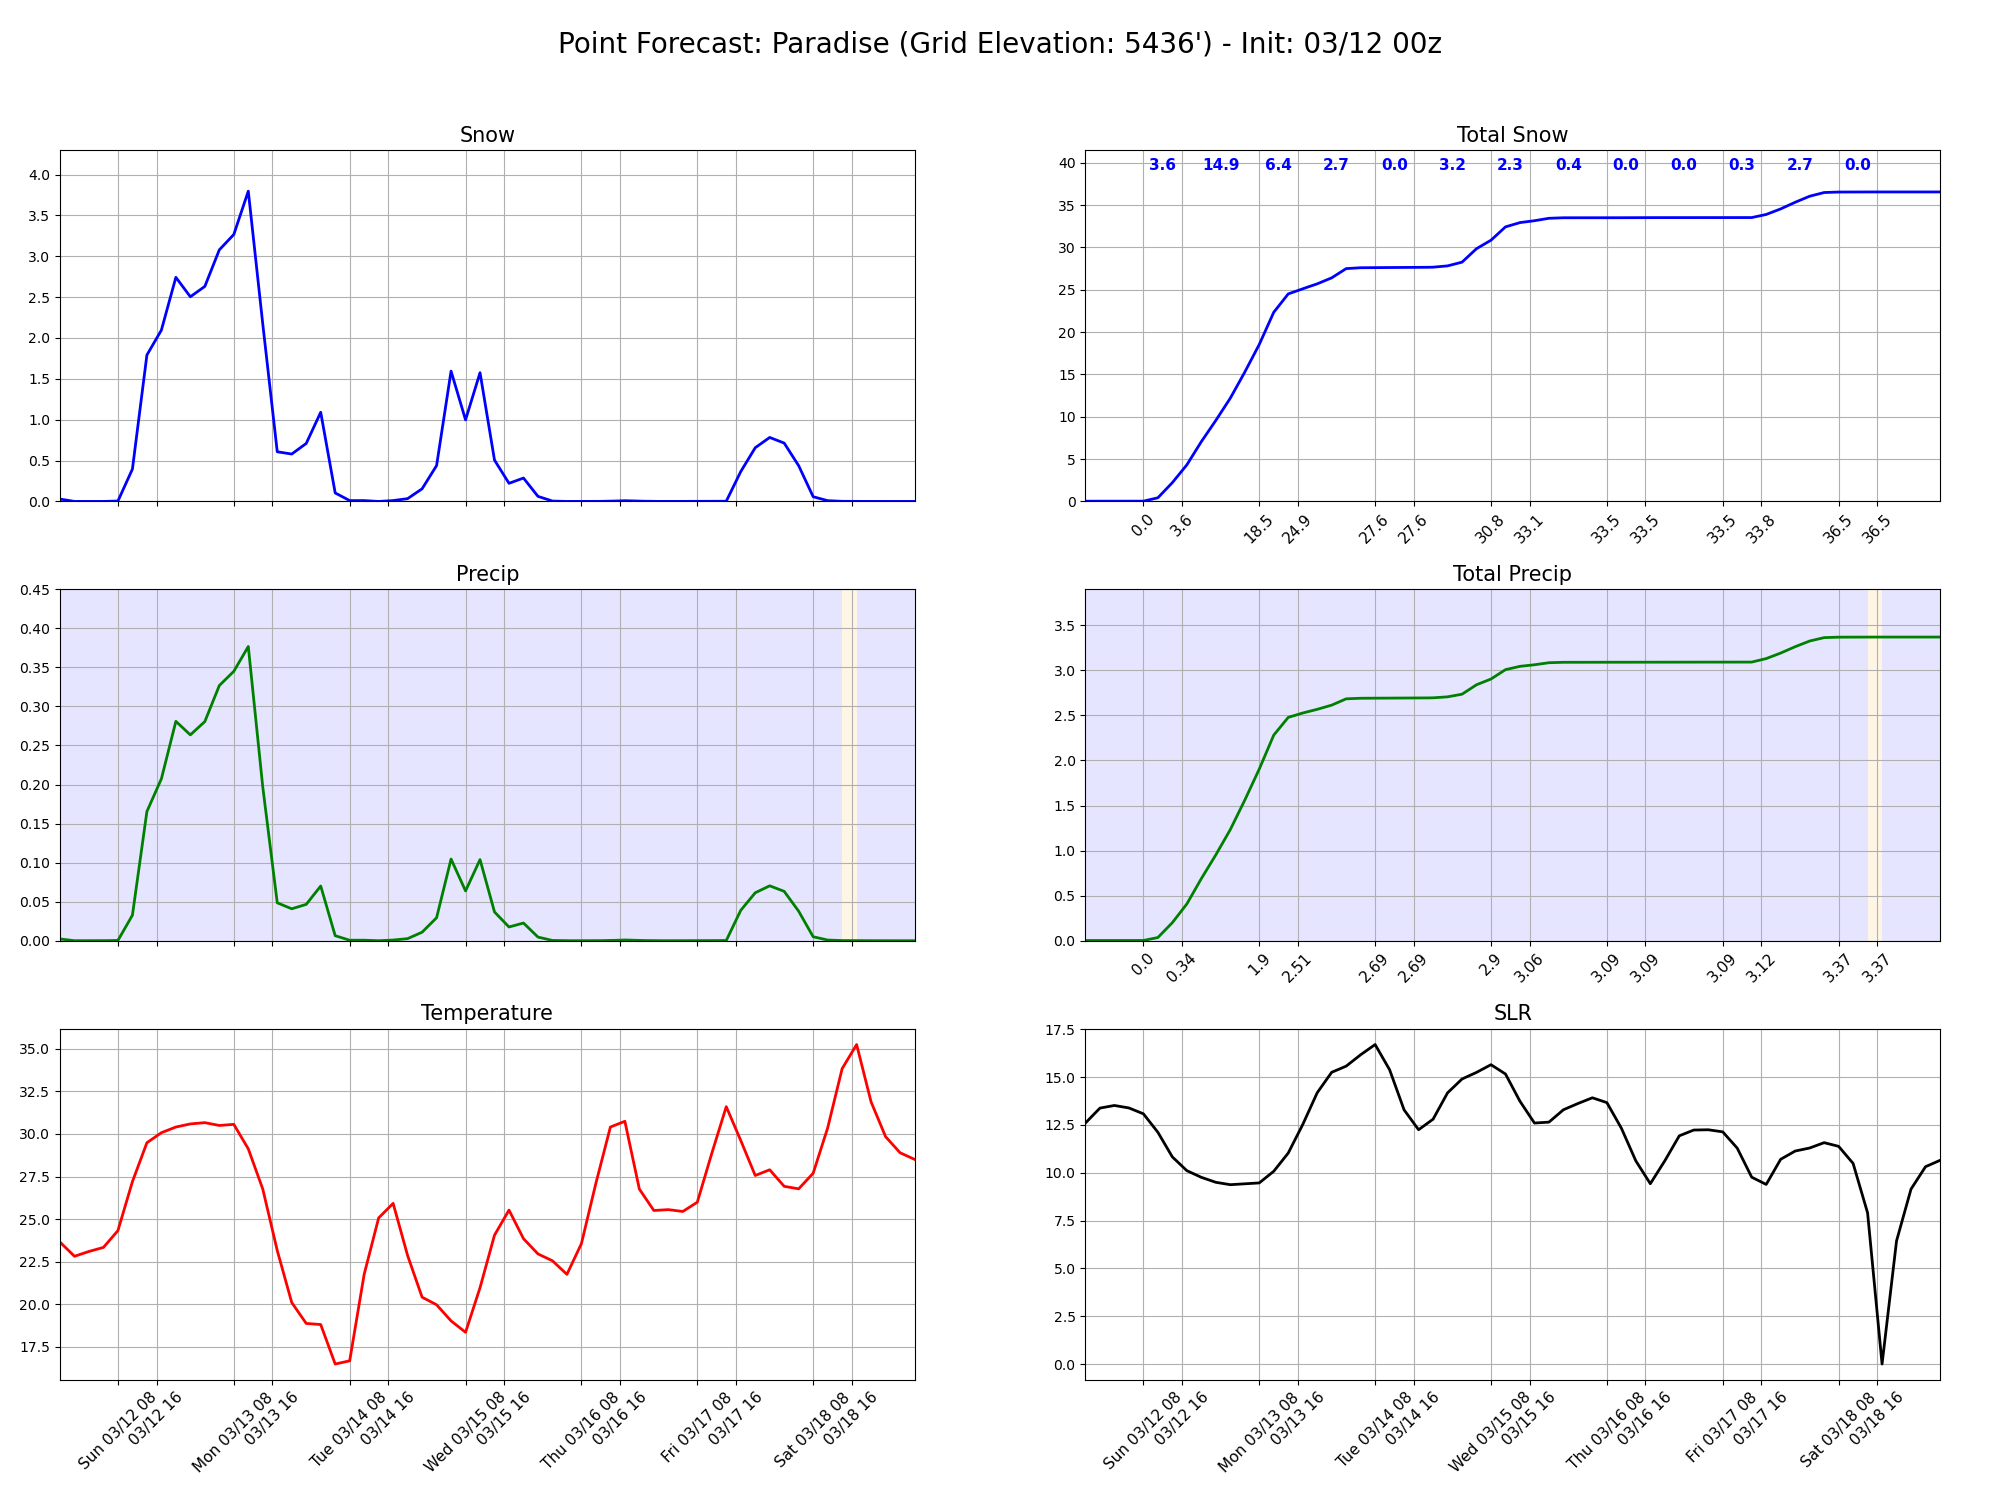 Point Forecast: Paradise (Grid Elevation: 5436') - Init: 03/12 00z
Snow
4.0
3.5
3.0
2.5
2.0
1.5
1.0
0.5
0.0
Total Snow
3.6 14.9 6.4 2.7 0.0 3.2 2.3 0.4 0.0 0.0 0.3 2.7 0.0
40
35
30
25
20
15
10
5
0
0.0 3.6 18.5 24.9 27.6 27.6 30.8 33.1 33.5 33.5 33.5 33.8 36.5 36.5
Precip
0.45
0.40
0.35
0.30
0.25
0.20
0.15
0.10
0.05
0.00
Total Precip
3.5
3.0
2.5
2.0
1.5
1.0
0.5
0.0
0.0 0.34 1.9 2.51 2.69 2.69 2.9 3.06 3.09 3.09 3.09 3.12 3.37 3.37
Temperature
35.0
32.5
30.0
27.5
25.0
22.5
20.0
17.5
Sun 03/12 08
03/12 16
Mon 03/13 08
03/13 16
Tue 03/14 08
03/14 16
Wed 03/15 08
03/15 16
Thu 03/16 08
03/16 16
Fri 03/17 08
03/17 16
Sat 03/18 08
03/18 16
SLR
17.5
15.0
12.5
10.0
7.5
5.0
2.5
0.0
Sun 03/12 08
03/12 16
Mon 03/13 08
03/13 16
Tue 03/14 08
03/14 16
Wed 03/15 08
03/15 16
Thu 03/16 08
03/16 16
Fri 03/17 08
03/17 16
Sat 03/18 08
03/18 16